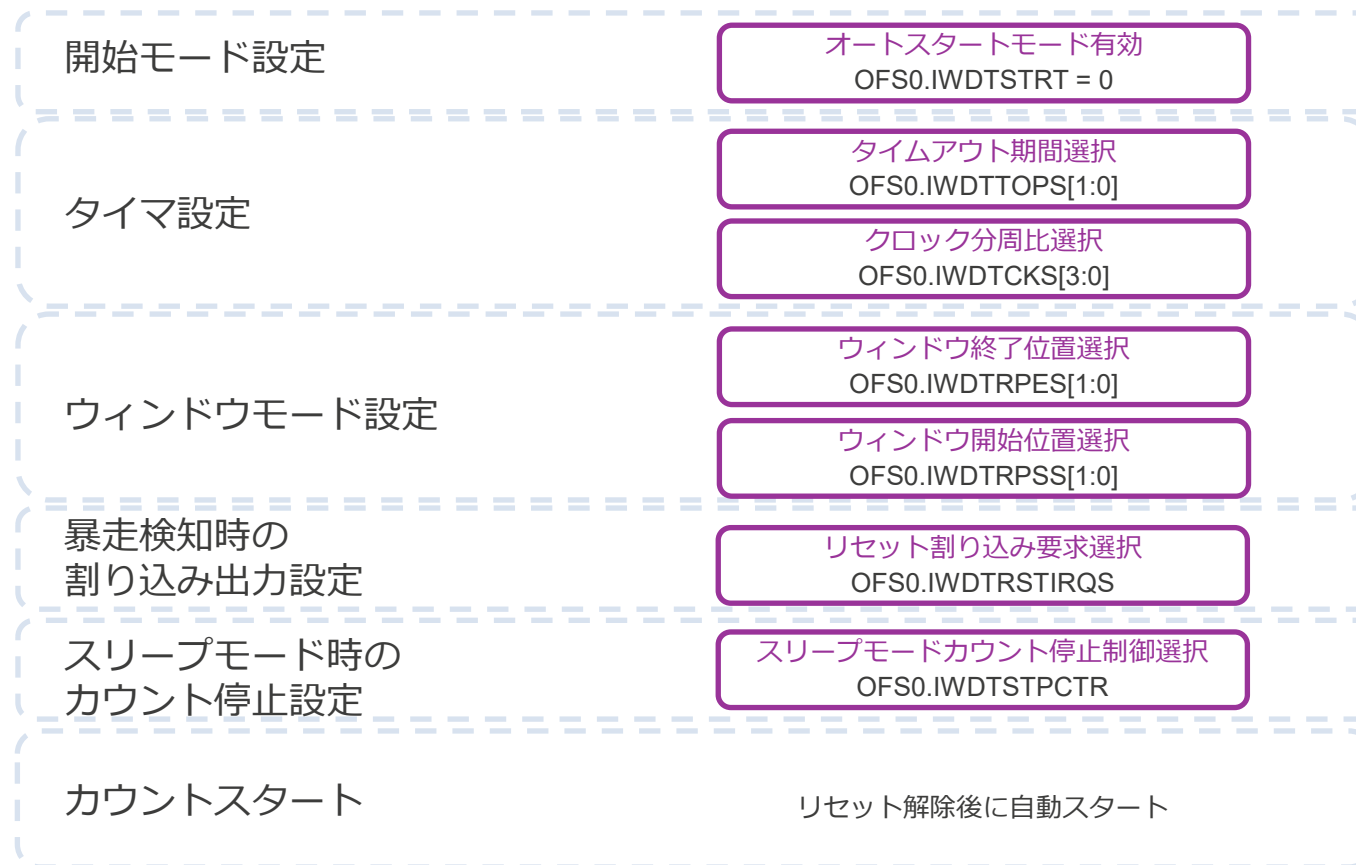 開始モード設定
オートスタートモード有効
OFS0.IWDTSTRT = 0
タイマ設定
タイムアウト期間選択
OFS0.IWDTTOPS[1:0]
クロック分周比選択
OFS0.IWDTCKS[3:0]
ウィンドウモード設定
ウィンドウ終了位置選択
OFS0.IWDTRPES[1:0]
ウィンドウ開始位置選択
OFS0.IWDTRPSS[1:0]
暴走検知時の
割り込み出力設定
リセット割り込み要求選択
OFS0.IWDTRSTIRQS
スリープモード時の
カウント停止設定
スリープモードカウント停止制御選択
OFS0.IWDTSTPCTR
カウントスタート
リセット解除後に自動スタート